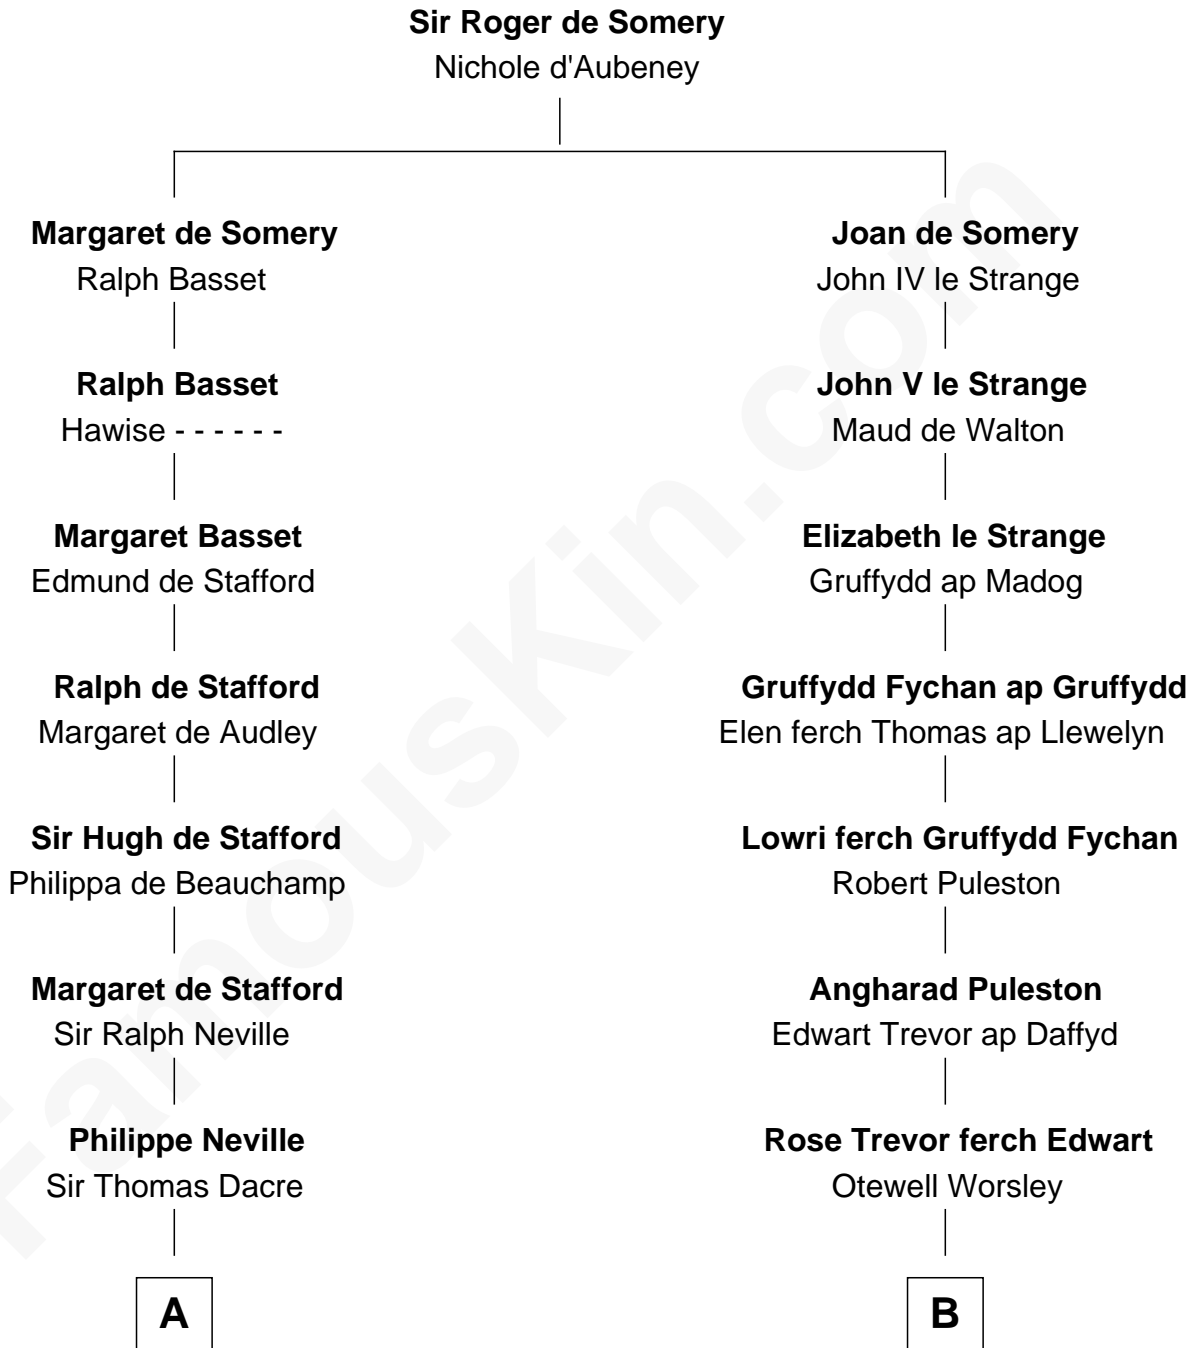 Sir Roger de Somery
Nichole d'Aubeney
Margaret de Somery
Ralph Basset
Joan de Somery
John IV le Strange
Ralph Basset
Hawise - - - - - -
John V le Strange
Maud de Walton
Margaret Basset
Edmund de Stafford
Elizabeth le Strange
Gruffydd ap Madog
Ralph de Stafford
Margaret de Audley
Gruffydd Fychan ap Gruffydd
Elen ferch Thomas ap Llewelyn
Sir Hugh de Stafford
Philippa de Beauchamp
Lowri ferch Gruffydd Fychan
Robert Puleston
Margaret de Stafford
Sir Ralph Neville
Angharad Puleston
Edwart Trevor ap Daffyd
Philippe Neville
Sir Thomas Dacre
Rose Trevor ferch Edwart
Otewell Worsley
A
B
FamousKin.com